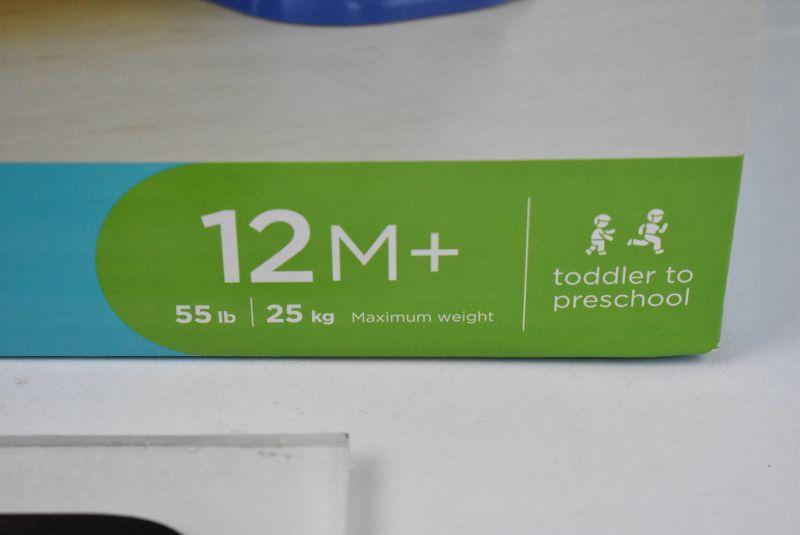 12M+
55 lb | 25 kg Maximum weight
toddler to
preschool